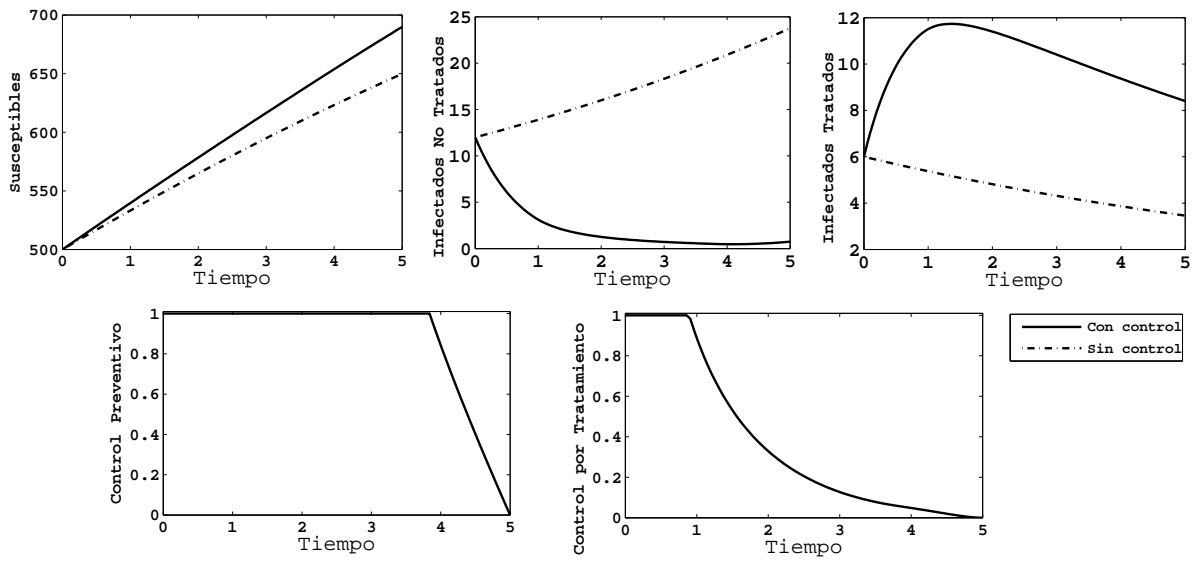 700
650
600
550
500
Susceptibles
0 1 2 3 4 5
Tiempo
25
20
15
10
5
0
Infectados No Tratados
0 1 2 3 4 5
Tiempo
12
10
8
6
4
2
Infectados Tratados
0 1 2 3 4 5
Tiempo
1
0.8
0.6
0.4
0.2
0
Control Preventivo
0 1 2 3 4 5
Tiempo
1
0.8
0.6
0.4
0.2
0
Control por Tratamiento
0 1 2 3 4 5
Tiempo
Con control
Sin control